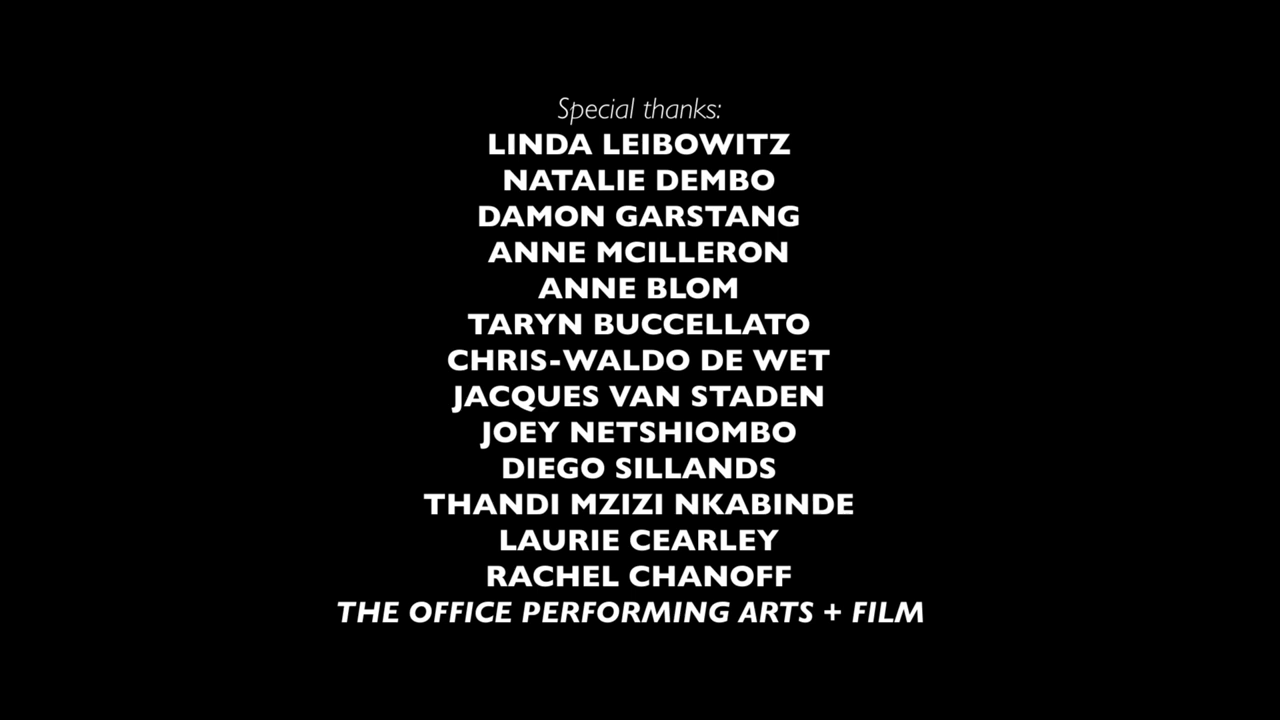 Special thanks:
LINDA LEIBOWITZ
NATALIE DEMBO
DAMON GARSTANG
ANNE MCILLERON
ANNE BLOM
TARYN BUCCELLATO
CHRIS-WALDO DE WET
JACQUES VAN STADEN
JOEY NETSHIOMBO
DIEGO SILLANDS
THANDI MZIZI NKABINDE
LAURIE CEARLEY
RACHEL CHANOFF
THE OFFICE PERFORMING ARTS + FILM